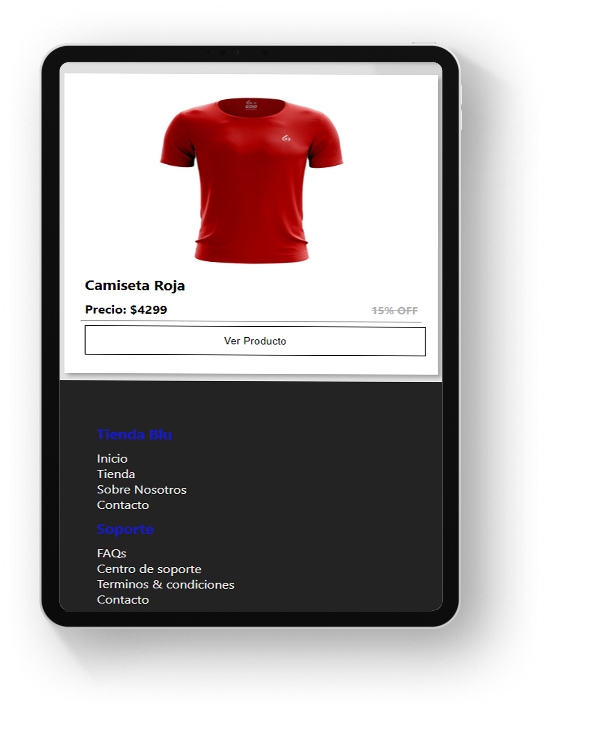 Camiseta Roja
Precio: $4299 15% OFF
Ver Producto
Tienda Blu
Inicio
Tienda
Sobre Nosotros
Contacto
Soporte
FAQs
Centro de soporte
Terminos & condiciones
Contacto